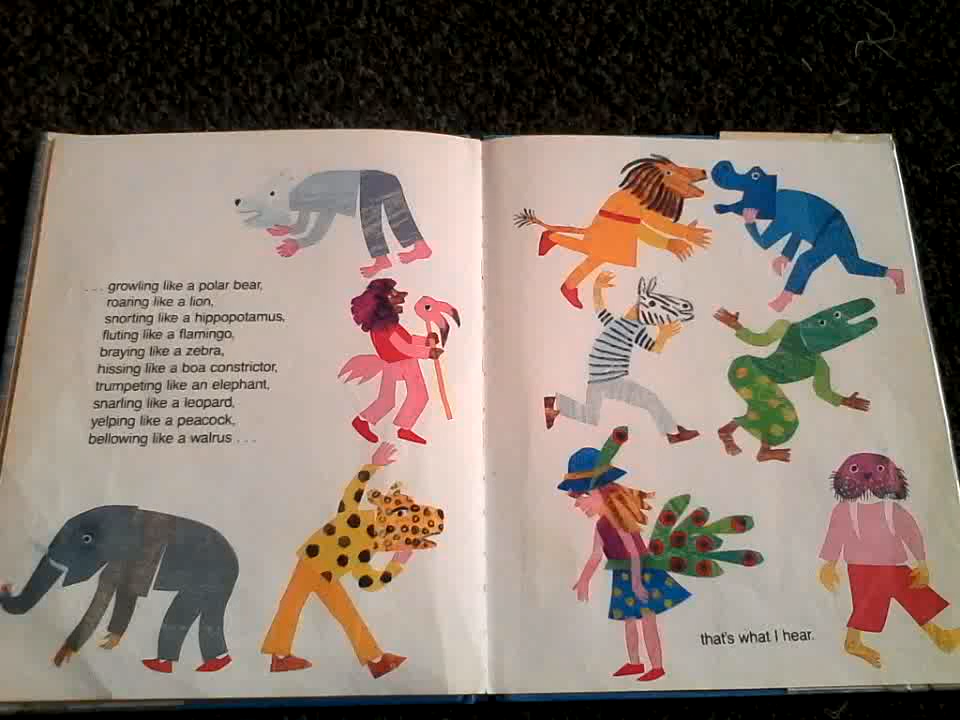 . . . growling like a polar bear,
roaring like a lion,
snorting like a hippopotamus,
fluting like a flamingo,
braying like a zebra,
hissing like a boa constrictor,
trumpeting like an elephant,
snarling like a leopard,
yelping like a peacock,
bellowing like a walrus . . .
that's what I hear.